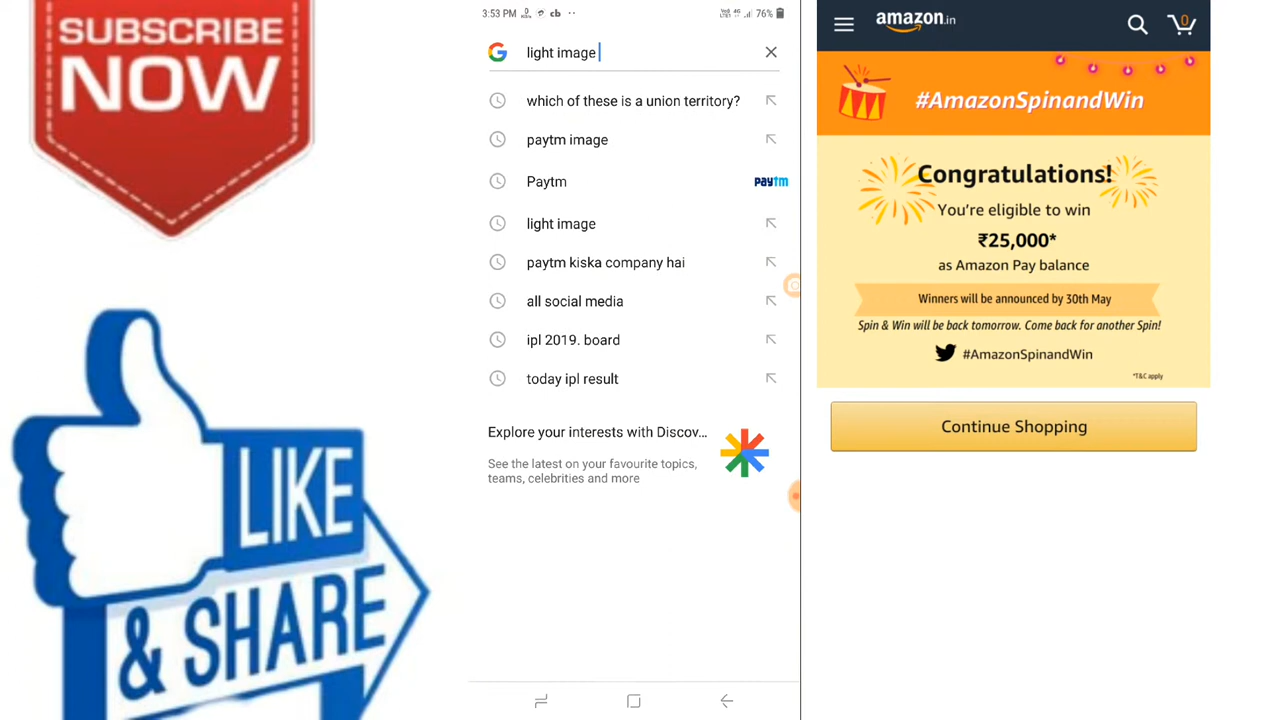 SUBSCRIBE
NOW
LIKE
& SHARE
3:53 PM
cb
76%
light image
which of these is a union territory?
paytm image
Paytm
paytm
light image
paytm kiska company hai
all social media
ipl 2019. board
today ipl result
Explore your interests with Discov...
See the latest on your favourite topics,
teams, celebrities and more
amazon.in
0
#AmazonSpinandWin
Congratulations!
You're eligible to win
₹25,000*
as Amazon Pay balance
Winners will be announced by 30th May
Spin & Win will be back tomorrow. Come back for another Spin!
#AmazonSpinandWin
*T&C apply
Continue Shopping